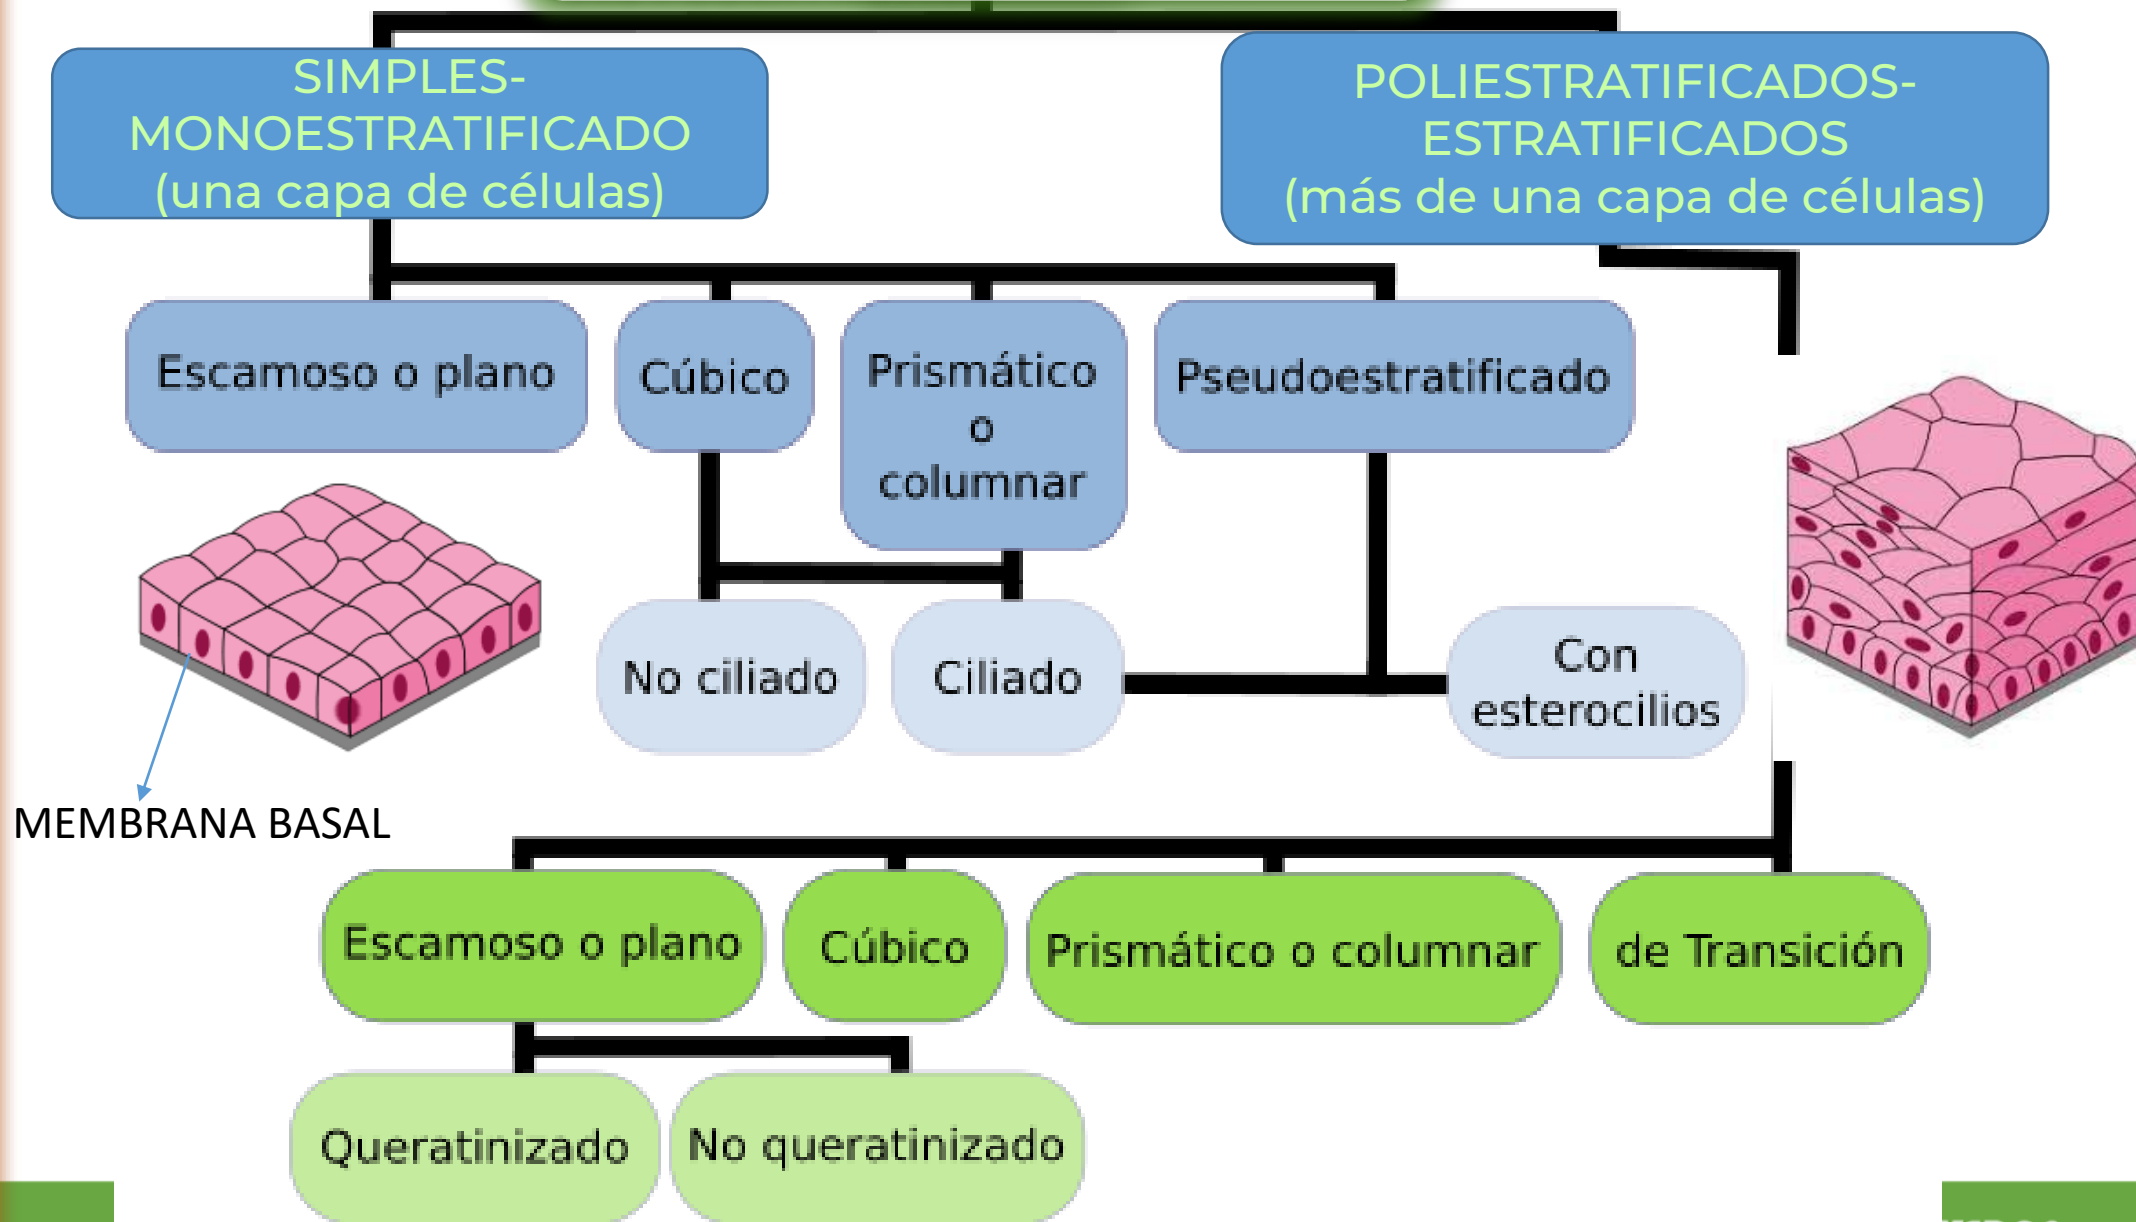 SIMPLES-
MONOESTRATIFICADO
(una capa de células)
POLIESTRATIFICADOS-
ESTRATIFICADOS
(más de una capa de células)
Escamoso o plano
Cúbico
Prismático
o
columnar
Pseudoestratificado
No ciliado
Ciliado
Con
esterocilios
MEMBRANA BASAL
Escamoso o plano
Cúbico
Prismático o columnar
de Transición
Queratinizado
No queratinizado